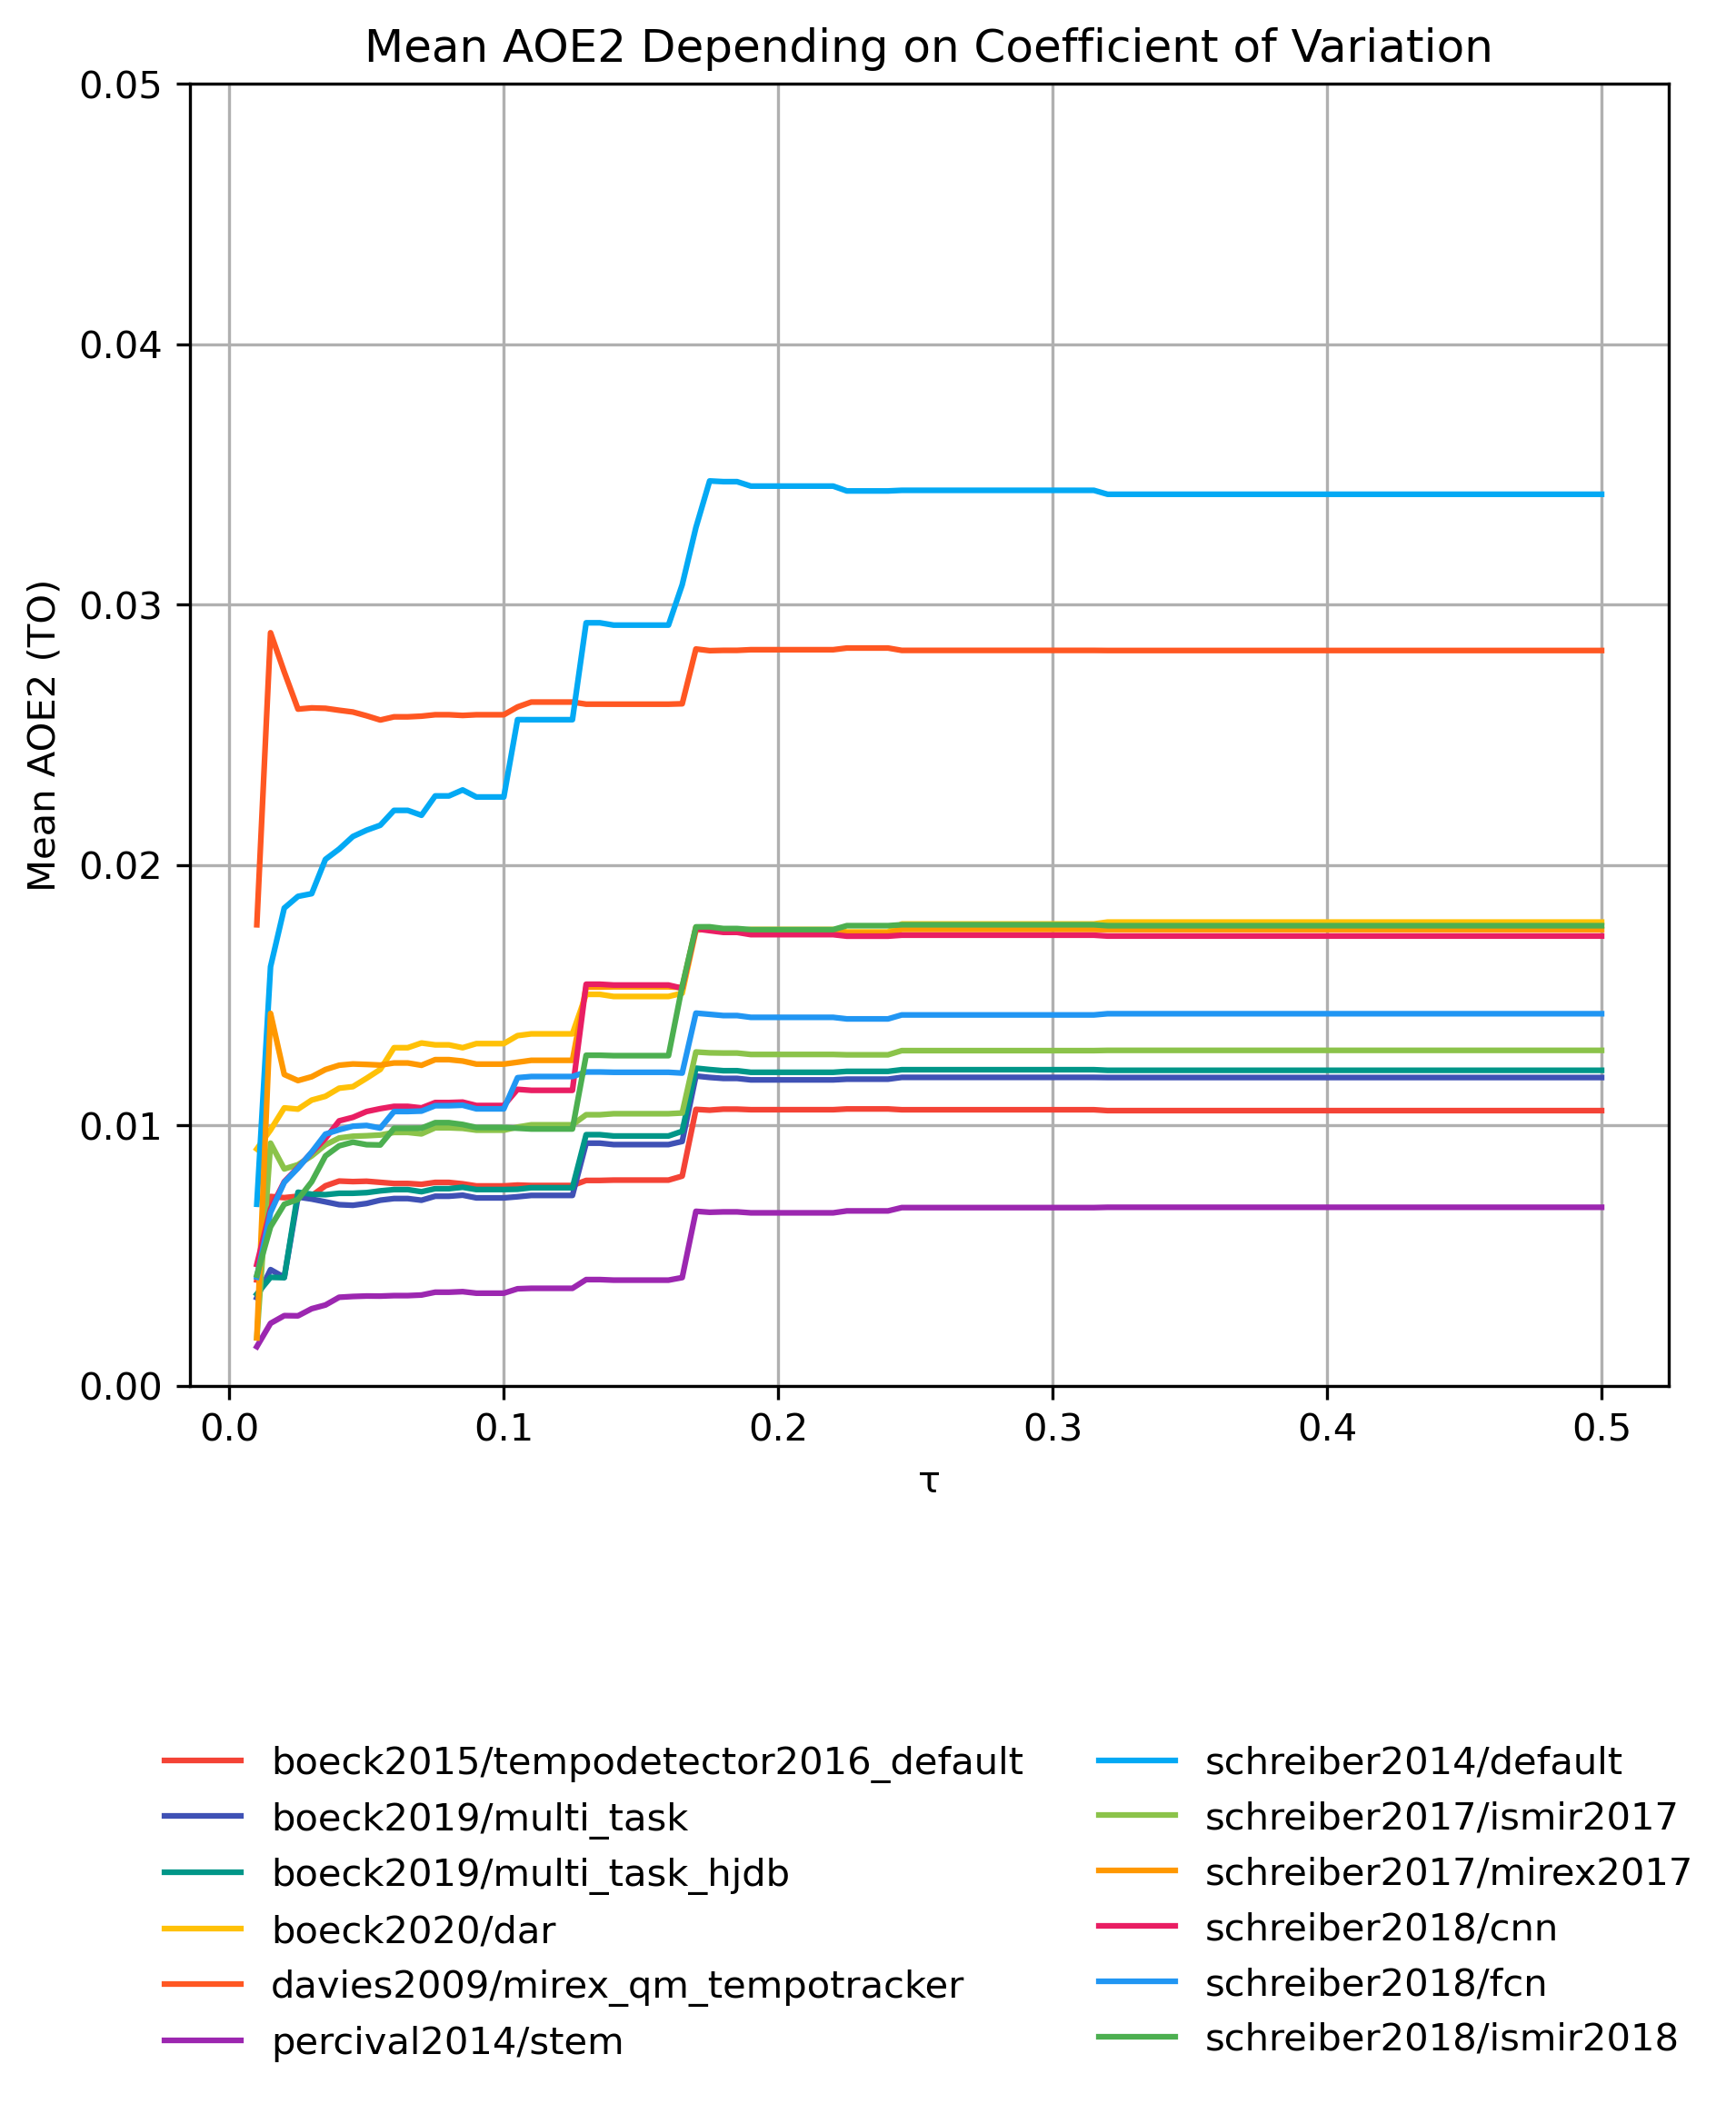 Mean AOE2 Depending on Coefficient of Variation
0.05
0.04
0.03
0.02
0.01
0.00
Mean AOE2 (TO)
0.0 0.1 0.2 0.3 0.4 0.5
τ
boeck2015/tempodetector2016_default
boeck2019/multi_task
boeck2019/multi_task_hjdb
boeck2020/dar
davies2009/mirex_qm_tempotracker
percival2014/stem
schreiber2014/default
schreiber2017/ismir2017
schreiber2017/mirex2017
schreiber2018/cnn
schreiber2018/fcn
schreiber2018/ismir2018